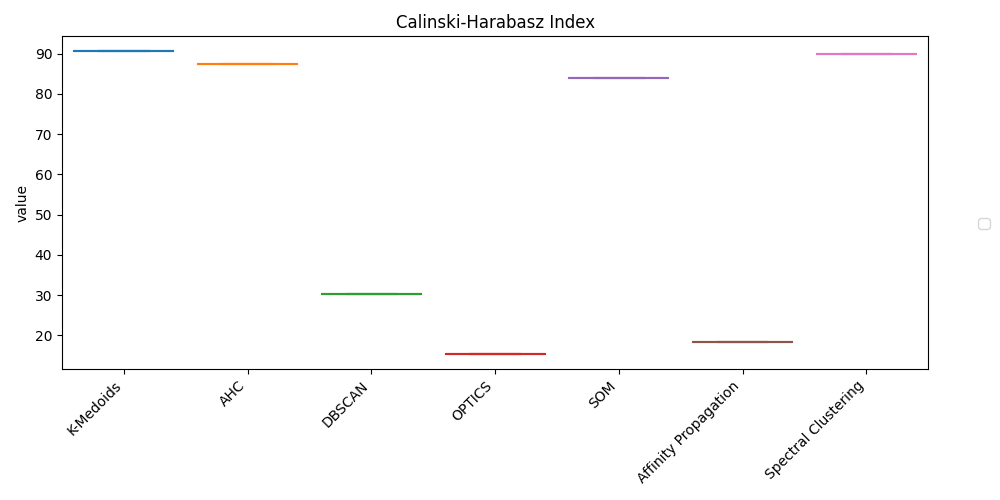 Calinski-Harabasz Index
value
90
80
70
60
50
40
30
20
K-Medoids
AHC
DBSCAN
OPTICS
SOM
Affinity Propagation
Spectral Clustering